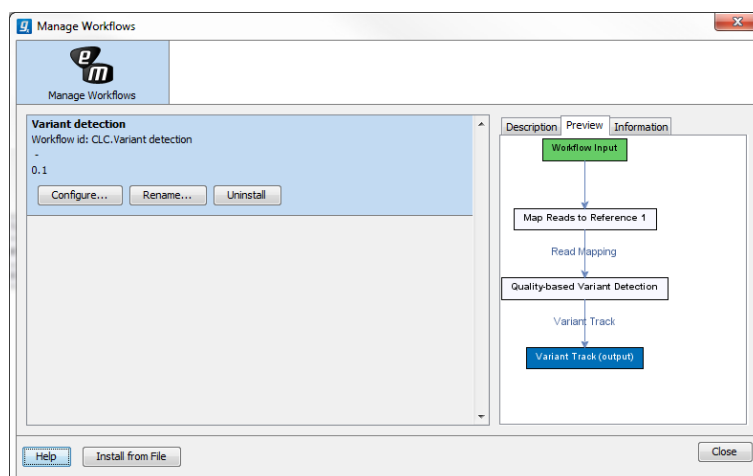 Manage Workflows
Manage Workflows
Variant detection
Workflow id: CLC.Variant detection
-
0.1
Configure...
Rename...
Uninstall
Description
Preview
Information
Workflow Input
Map Reads to Reference 1
Read Mapping
Quality-based Variant Detection
Variant Track
Variant Track (output)
Help
Install from File
Close